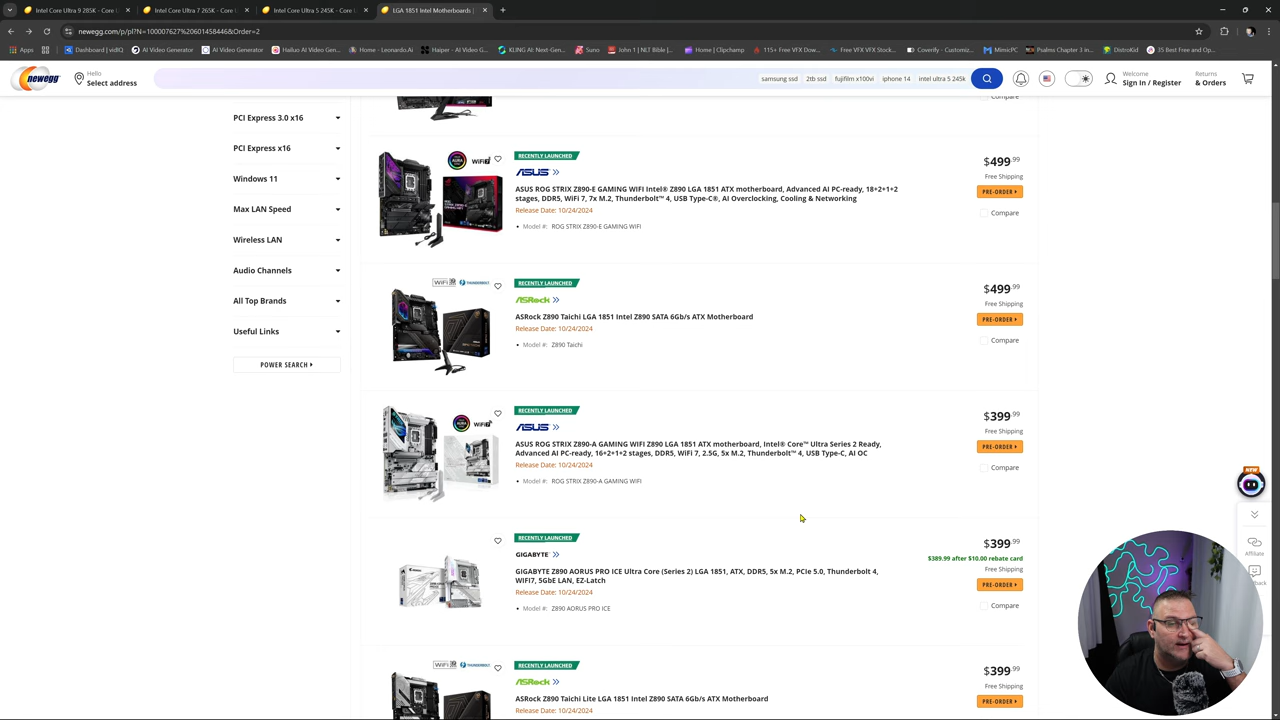 Intel Core Ultra 9 285K - Core U
Intel Core Ultra 7 265K - Core U
Intel Core Ultra 5 245K - Core U
LGA 1851 Intel Motherboards |
newegg.com/p/pl?N=100007627%20601458446&Order=2
Apps
Dashboard | vidIQ
AI Video Generator
Hailuo AI Video Gen...
Home - Leonardo.Ai
Haiper - AI Video G...
KLING AI: Next-Gen...
Suno
John 1 | NLT Bible |...
Home | Clipchamp
115+ Free VFX Dow...
Free VFX VFX Stock...
Coverify - Customiz...
MimicPC
Psalms Chapter 3 in...
DistroKid
35 Best Free and Op...
newegg
Hello
Select address
samsung ssd
2tb ssd
fujifilm x100vi
iphone 14
intel ultra 5 245k
Welcome
Sign In / Register
Returns
& Orders
PCI Express 3.0 x16
PCI Express x16
Windows 11
Max LAN Speed
Wireless LAN
Audio Channels
All Top Brands
Useful Links
POWER SEARCH
Compare
RECENTLY LAUNCHED
ASUS
ASUS ROG STRIX Z890-E GAMING WIFI Intel® Z890 LGA 1851 ATX motherboard, Advanced AI PC-ready, 18+2+1+2
stages, DDR5, WiFi 7, 7x M.2, Thunderbolt™ 4, USB Type-C®, AI Overclocking, Cooling & Networking
Release Date: 10/24/2024
Model #: ROG STRIX Z890-E GAMING WIFI
$499.99
Free Shipping
PRE-ORDER
Compare
RECENTLY LAUNCHED
ASRock
ASRock Z890 Taichi LGA 1851 Intel Z890 SATA 6Gb/s ATX Motherboard
Release Date: 10/24/2024
Model #: Z890 Taichi
$499.99
Free Shipping
PRE-ORDER
Compare
RECENTLY LAUNCHED
ASUS
ASUS ROG STRIX Z890-A GAMING WIFI Z890 LGA 1851 ATX motherboard, Intel® Core™ Ultra Series 2 Ready,
Advanced AI PC-ready, 16+2+1+2 stages, DDR5, WiFi 7, 2.5G, 5x M.2, Thunderbolt™ 4, USB Type-C, AI OC
Release Date: 10/24/2024
Model #: ROG STRIX Z890-A GAMING WIFI
$399.99
Free Shipping
PRE-ORDER
Compare
RECENTLY LAUNCHED
GIGABYTE
GIGABYTE Z890 AORUS PRO ICE Ultra Core (Series 2) LGA 1851, ATX, DDR5, 5x M.2, PCIe 5.0, Thunderbolt 4,
WIFI7, 5GbE LAN, EZ-Latch
Release Date: 10/24/2024
Model #: Z890 AORUS PRO ICE
$399.99
$389.99 after $10.00 rebate card
Free Shipping
PRE-ORDER
Compare
RECENTLY LAUNCHED
ASRock
ASRock Z890 Taichi Lite LGA 1851 Intel Z890 SATA 6Gb/s ATX Motherboard
Release Date: 10/24/2024
$399.99
Free Shipping
PRE-ORDER
NEW
Affiliate